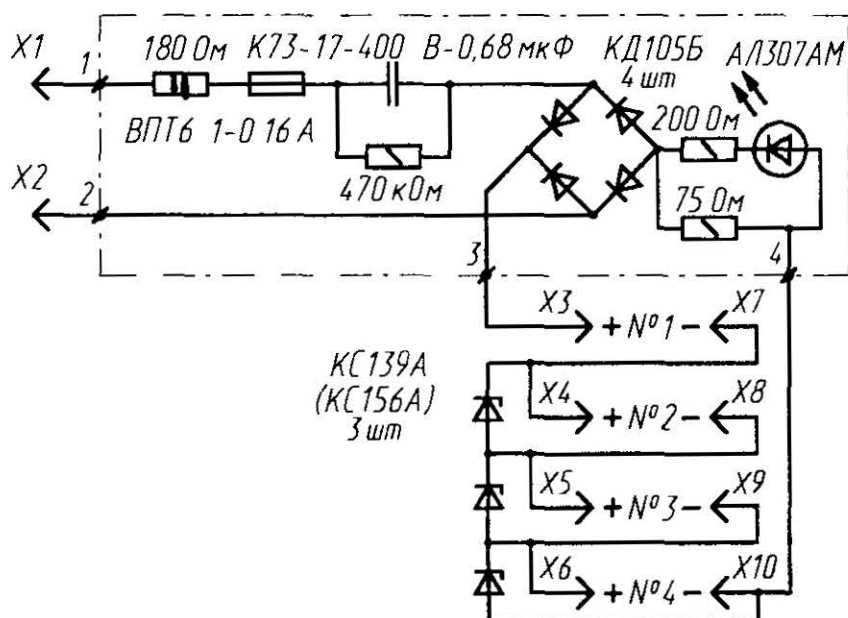 X1
1
180 Ом
К73-17-400
В-0,68 мкФ
КД105Б
4 шт
АЛ307АМ
ВПТ6 1-0 16 А
470 кОм
200 Ом
X2
2
75 Ом
3
4
X3 + №1 - X7
КС139А
(КС156А)
3 шт
X4 + №2 - X8
X5 + №3 - X9
X6 + №4 - X10